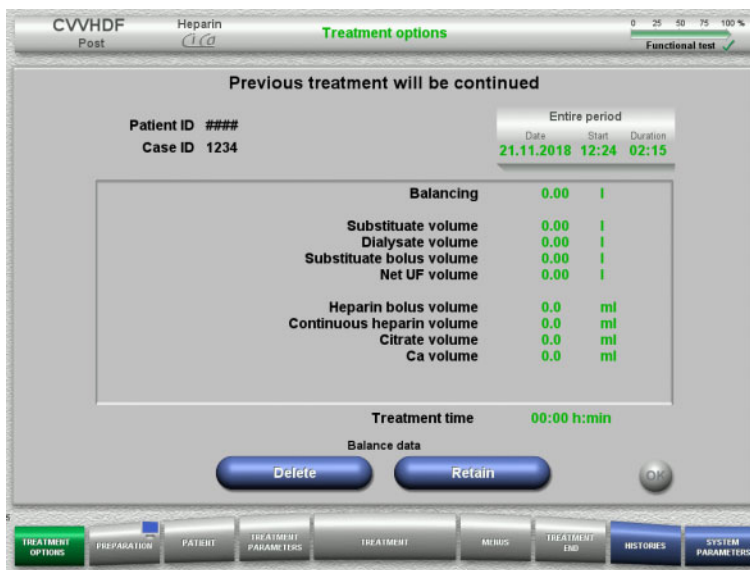 CVVHDF
Post
Heparin
CiCa
Treatment options
0 25 50 75 100 %
Functional test
Previous treatment will be continued
Patient ID ####
Case ID 1234
Entire period
Date Start Duration
21.11.2018 12:24 02:15
Balancing 0.00 l
Substituate volume 0.00 l
Dialysate volume 0.00 l
Substituate bolus volume 0.00 l
Net UF volume 0.00 l
Heparin bolus volume 0.0 ml
Continuous heparin volume 0.0 ml
Citrate volume 0.0 ml
Ca volume 0.0 ml
Treatment time 00:00 h:min
Balance data
Delete Retain OK
5
TREATMENT OPTIONS
PREPARATION
PATIENT
TREATMENT PARAMETERS
TREATMENT
MENUS
TREATMENT END
HISTORIES
SYSTEM PARAMETERS